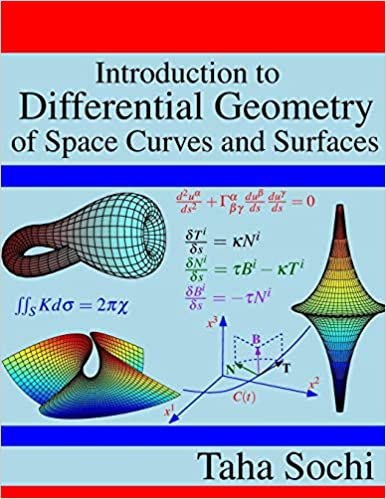 Introduction to
Differential Geometry
of Space Curves and Surfaces
d²u^α/ds² + Γ^α_βγ du^β/ds du^γ/ds = 0
δT^i/δs = κN^i
δN^i/δs = τB^i − κT^i
δB^i/δs = −τN^i
∬_S Kdσ = 2πχ
x³
B
N
T
x²
C(t)
x¹
Taha Sochi